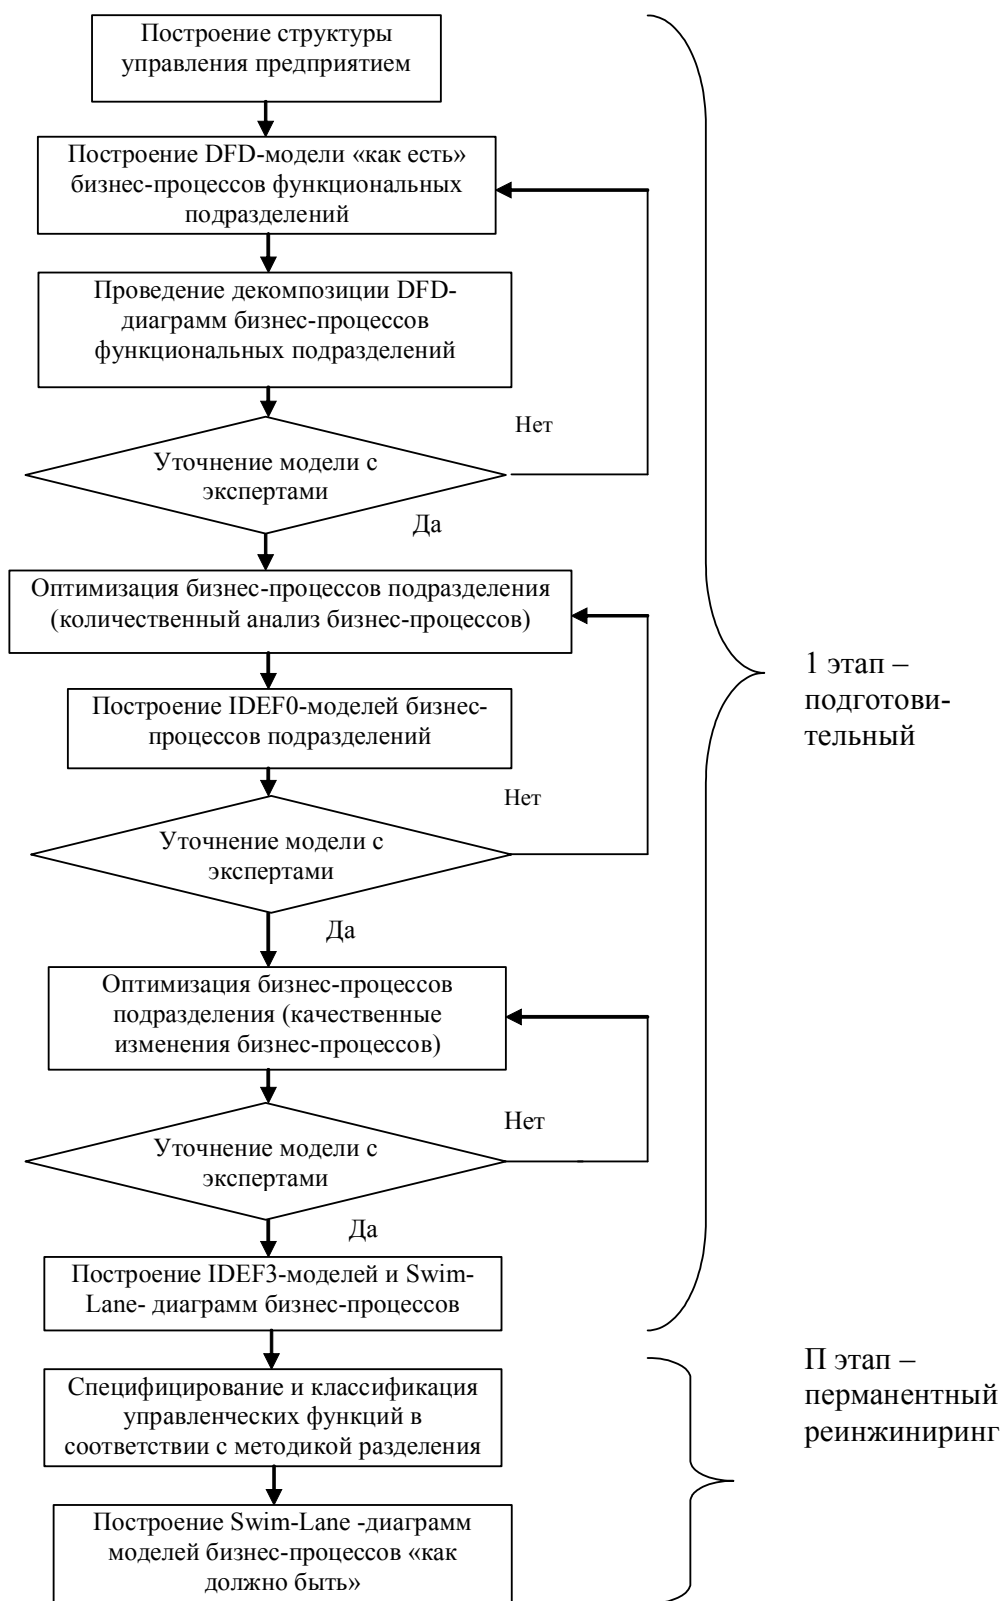 Построение структуры
управления предприятием
Построение DFD-модели «как есть»
бизнес-процессов функциональных
подразделений
Проведение декомпозиции DFD-
диаграмм бизнес-процессов
функциональных подразделений
Нет
Уточнение модели с
экспертами
Да
Оптимизация бизнес-процессов подразделения
(количественный анализ бизнес-процессов)
Построение IDEF0-моделей бизнес-
процессов подразделений
Нет
Уточнение модели с
экспертами
Да
Оптимизация бизнес-процессов
подразделения (качественные
изменения бизнес-процессов)
Нет
Уточнение модели с
экспертами
Да
Построение IDEF3-моделей и Swim-
Lane- диаграмм бизнес-процессов
1 этап –
подготови-
тельный
Специфицирование и классификация
управленческих функций в
соответствии с методикой разделения
Построение Swim-Lane -диаграмм
моделей бизнес-процессов «как
должно быть»
П этап –
перманентный
реинжиниринг